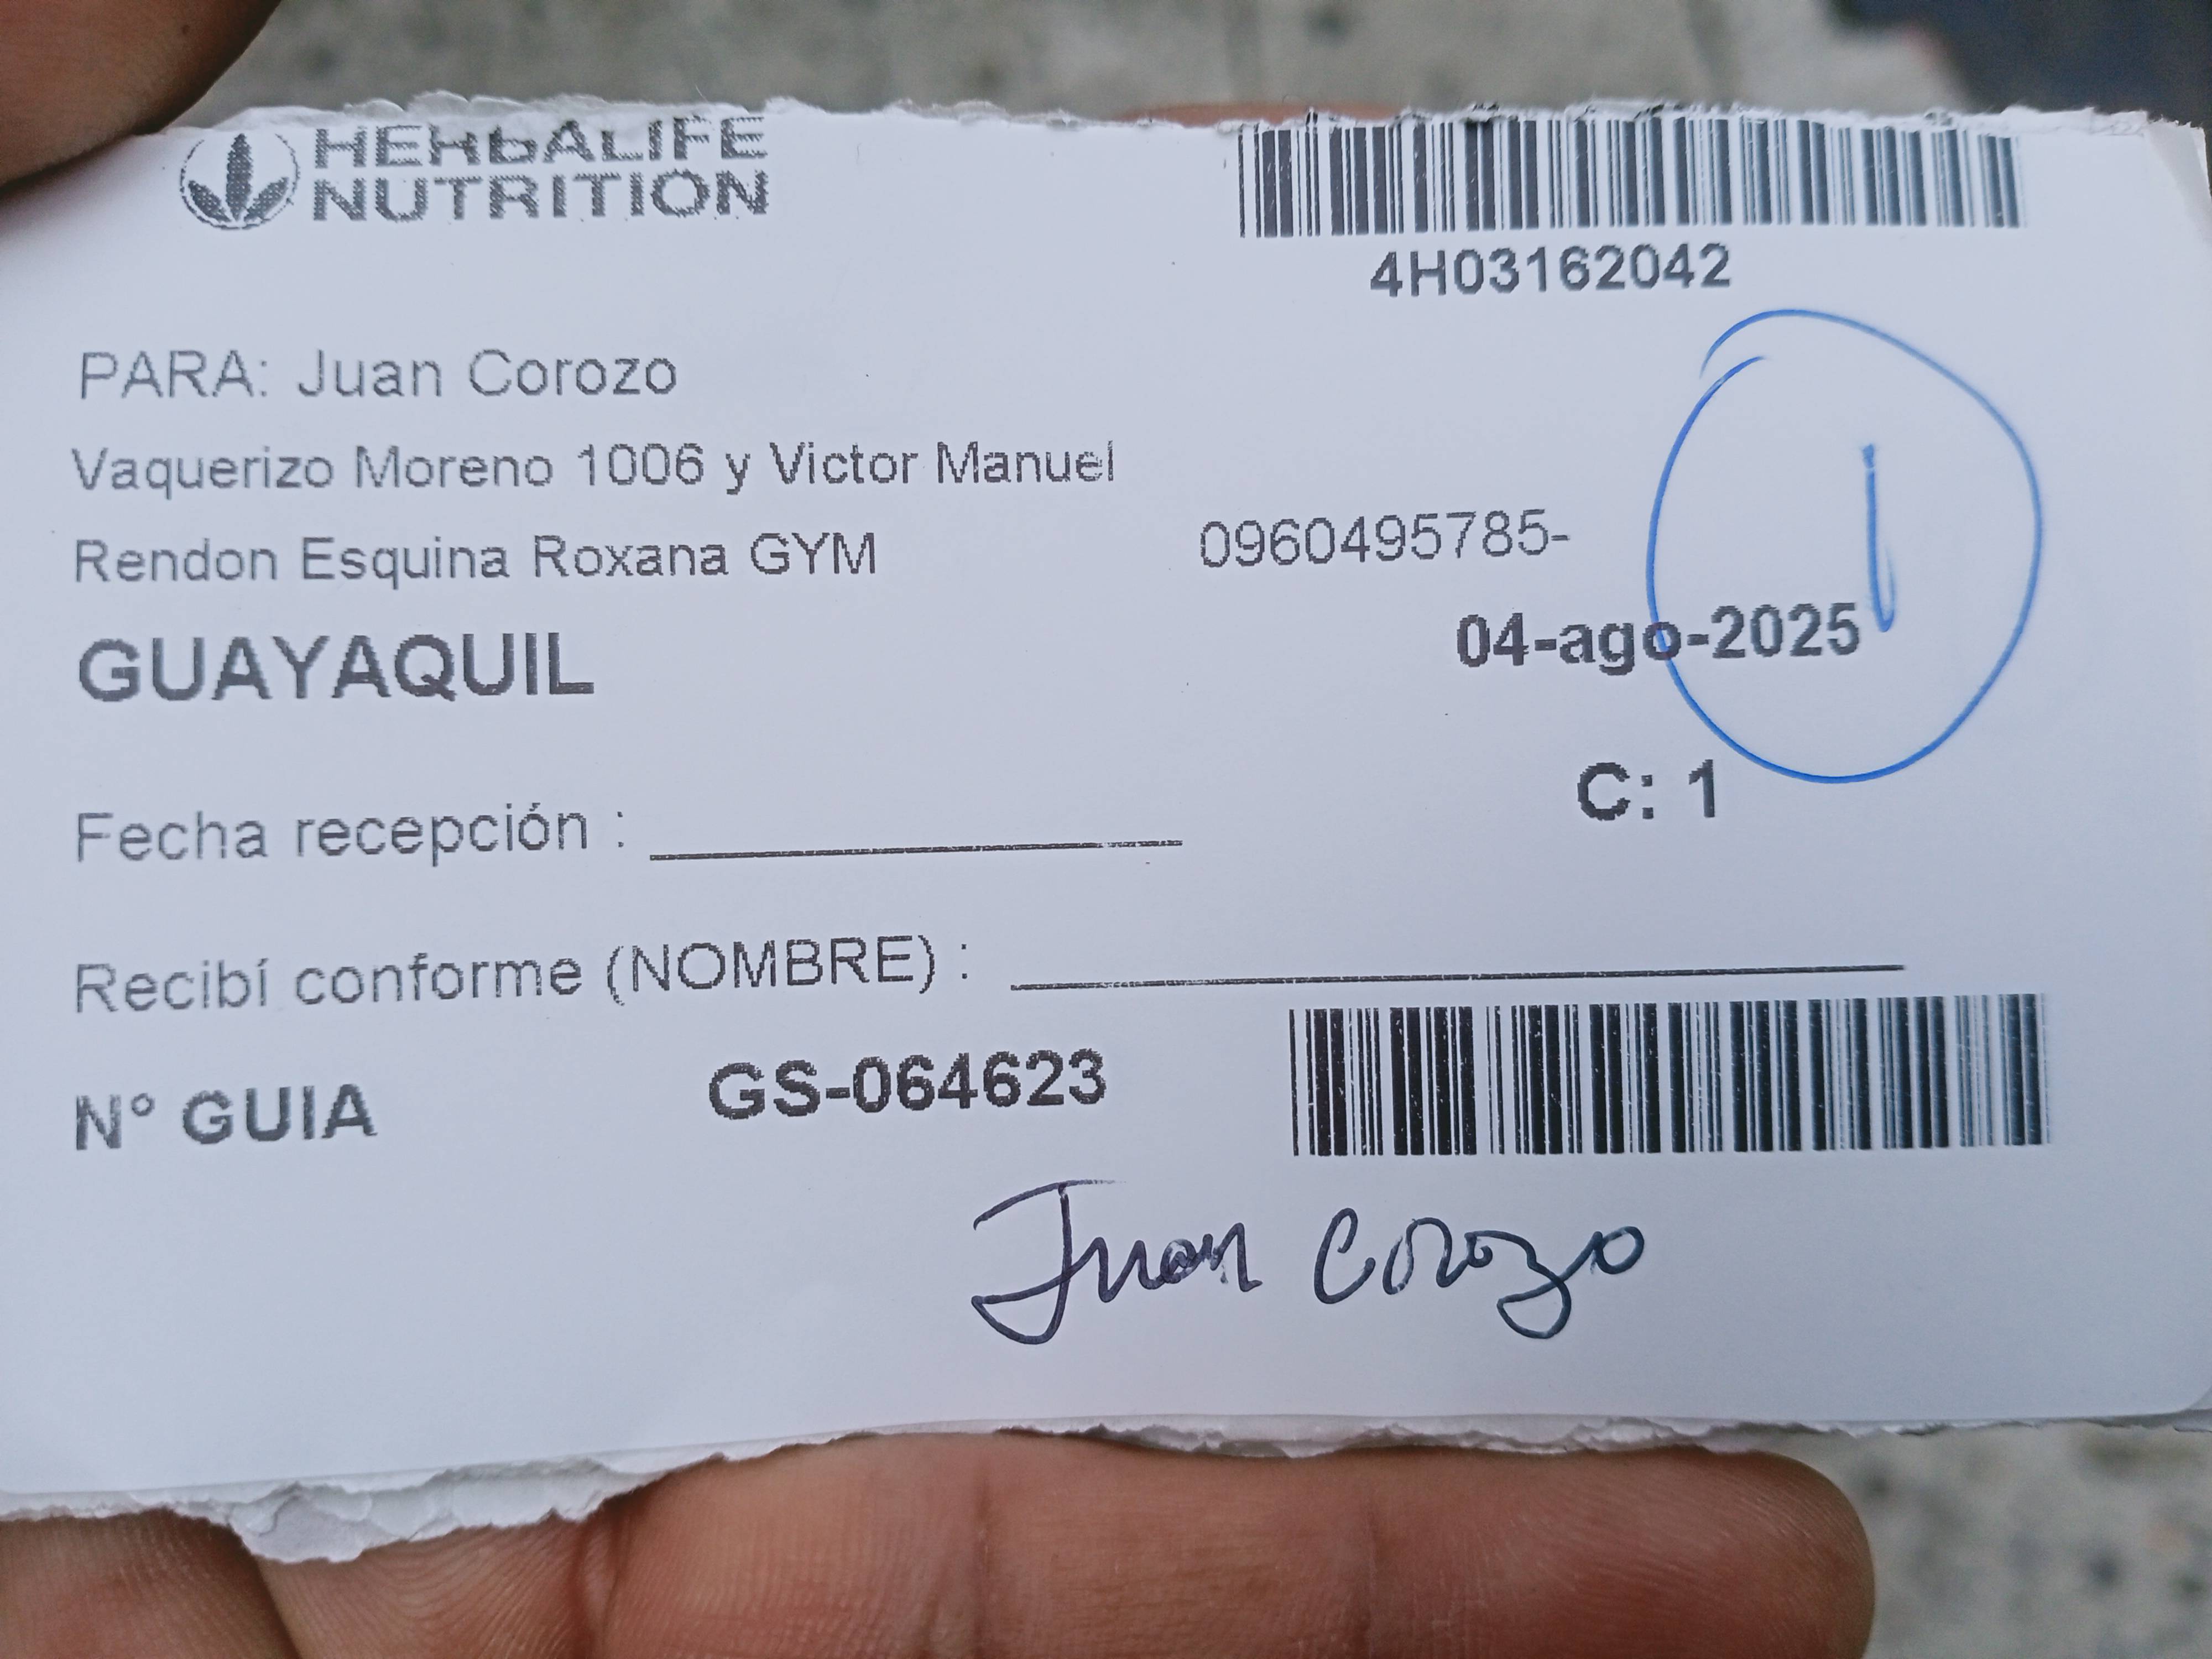 HERBALIFE
NUTRITION
4H03162042
PARA: Juan Corozo
Vaquerizo Moreno 1006 y Victor Manuel
Rendon Esquina Roxana GYM
0960495785-
GUAYAQUIL
04-ago-2025
1
C: 1
Fecha recepción :
Recibí conforme (NOMBRE) :
N° GUIA GS-064623
Juan Corozo